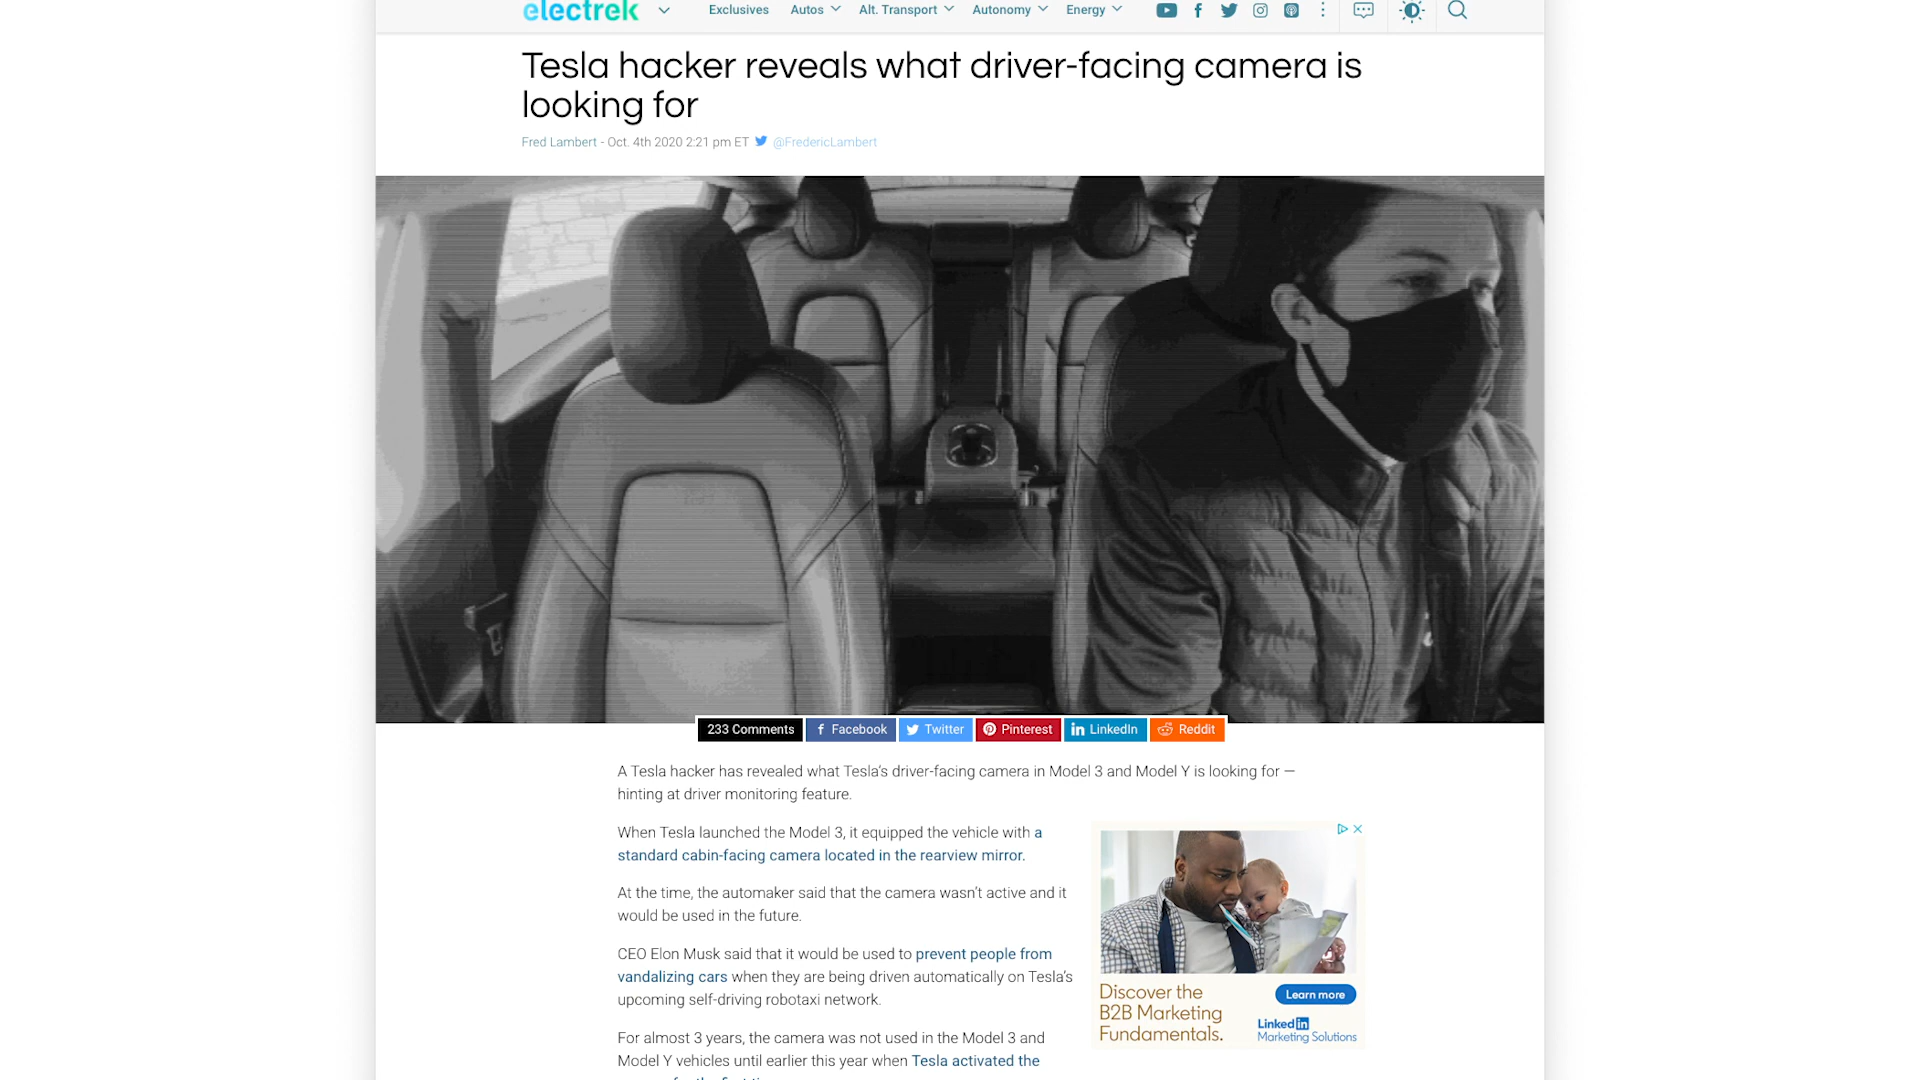 electrek
Exclusives Autos Alt. Transport Autonomy Energy
Tesla hacker reveals what driver-facing camera is
looking for
Fred Lambert - Oct. 4th 2020 2:21 pm ET @FredericLambert
233 Comments Facebook Twitter Pinterest LinkedIn Reddit
A Tesla hacker has revealed what Tesla's driver-facing camera in Model 3 and Model Y is looking for —
hinting at driver monitoring feature.
When Tesla launched the Model 3, it equipped the vehicle with a
standard cabin-facing camera located in the rearview mirror.
At the time, the automaker said that the camera wasn't active and it
would be used in the future.
CEO Elon Musk said that it would be used to prevent people from
vandalizing cars when they are being driven automatically on Tesla's
upcoming self-driving robotaxi network.
For almost 3 years, the camera was not used in the Model 3 and
Model Y vehicles until earlier this year when Tesla activated the
Discover the
B2B Marketing
Fundamentals.
Learn more
Linked in
Marketing Solutions